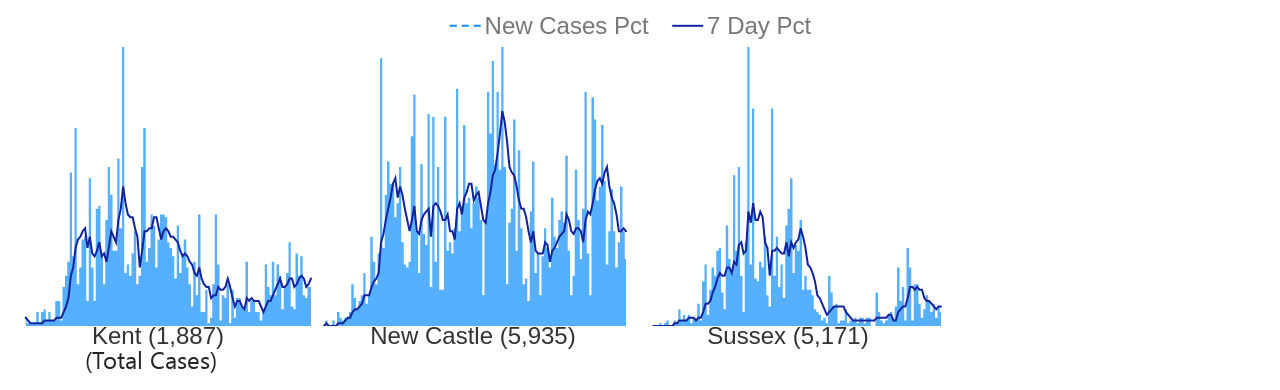 New Cases Pct 7 Day Pct
Kent (1,887) New Castle (5,935) Sussex (5,171)
(Total Cases)